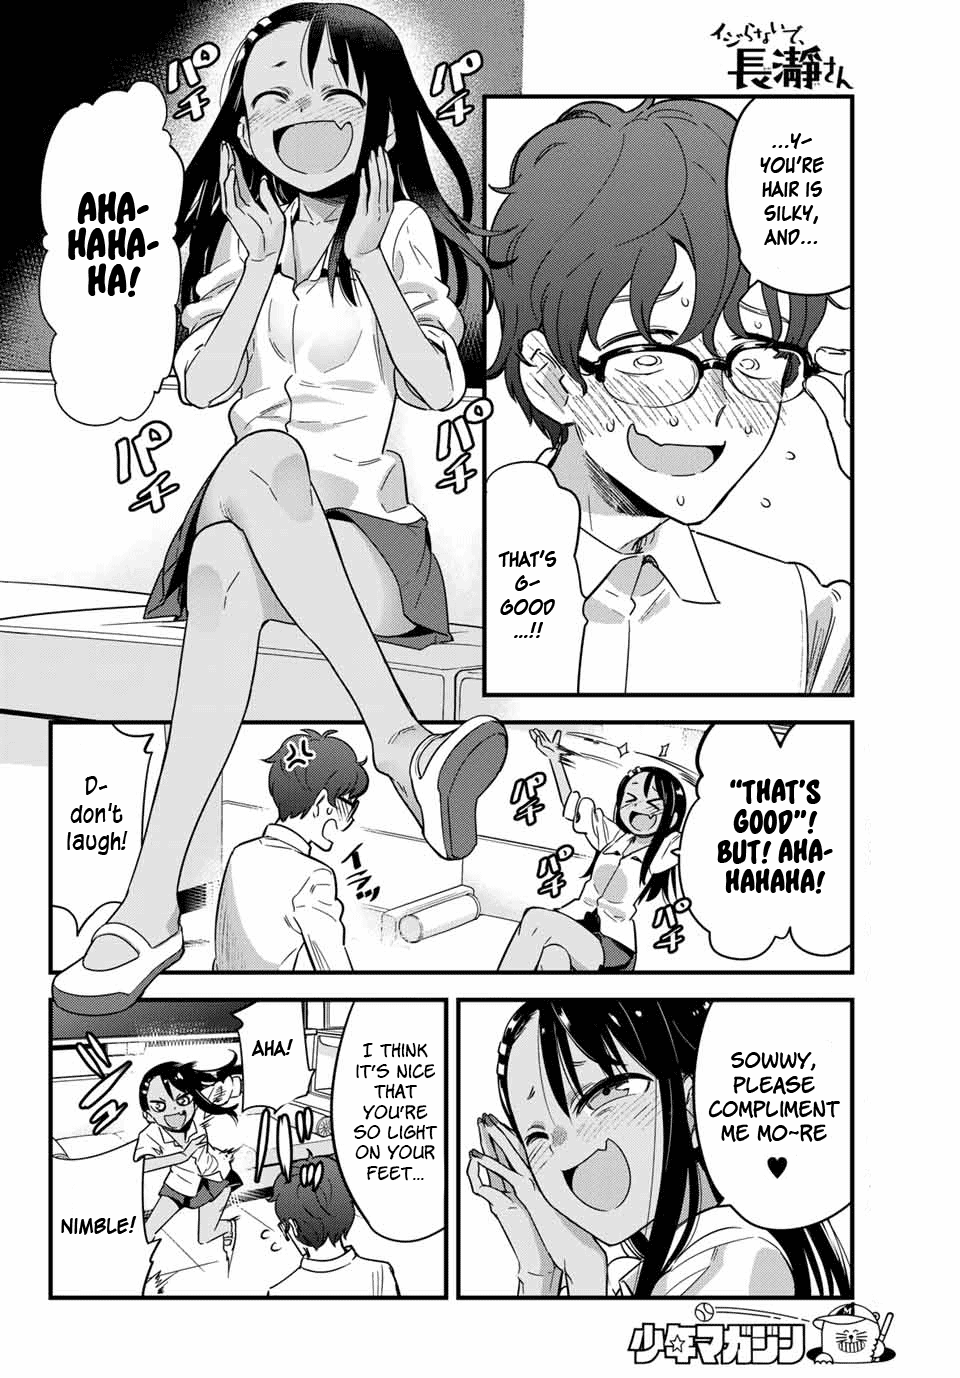 イジらないで、
長瀞さん
...Y-
YOU'RE
HAIR IS
SILKY,
AND...
THAT'S
G-
GOOD
...!!
パチ
パチ
AHA-
HAHA-
HA!
パチ
パチ
"THAT'S
GOOD"!
BUT! AHA-
HAHAHA!
パチ
パチ
パチ
イラッ
D-
don't
laugh!
SOWWY,
PLEASE
COMPLIMENT
ME MO~RE
♥
I THINK
IT'S NICE
THAT
YOU'RE
SO LIGHT
ON YOUR
FEET...
AHA!
NIMBLE!
少年マガジン
M